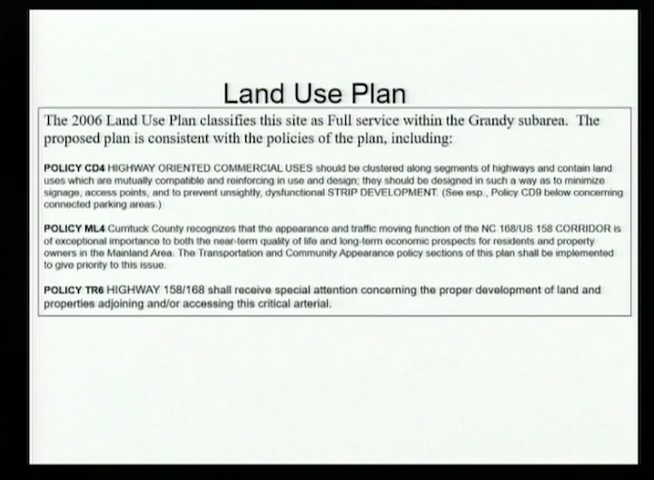 Land Use Plan
The 2006 Land Use Plan classifies this site as Full service within the Grandy subarea. The
proposed plan is consistent with the policies of the plan, including:
POLICY CD4 HIGHWAY ORIENTED COMMERCIAL USES should be clustered along segments of highways and contain land
uses which are mutually compatible and reinforcing in use and design; they should be designed in such a way as to minimize
signage, access points, and to prevent unsightly, dysfunctional STRIP DEVELOPMENT. (See esp., Policy CD9 below concerning
connected parking areas.)
POLICY ML4 Currituck County recognizes that the appearance and traffic moving function of the NC 168/US 158 CORRIDOR is
of exceptional importance to both the near-term quality of life and long-term economic prospects for residents and property
owners in the Mainland Area. The Transportation and Community Appearance policy sections of this plan shall be implemented
to give priority to this issue.
POLICY TR6 HIGHWAY 158/168 shall receive special attention concerning the proper development of land and
properties adjoining and/or accessing this critical arterial.